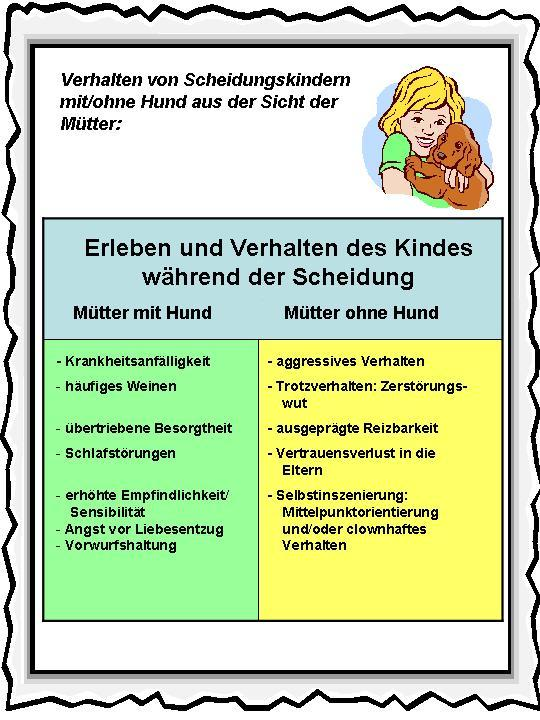 Verhalten von Scheidungskindern
mit/ohne Hund aus der Sicht der
Mütter:
Erleben und Verhalten des Kindes
während der Scheidung
Mütter mit Hund
Mütter ohne Hund
- Krankheitsanfälligkeit
- häufiges Weinen
- übertriebene Besorgtheit
- Schlafstörungen
- erhöhte Empfindlichkeit/
Sensibilität
- Angst vor Liebesentzug
- Vorwurfshaltung
- aggressives Verhalten
- Trotzverhalten: Zerstörungs-
wut
- ausgeprägte Reizbarkeit
- Vertrauensverlust in die
Eltern
- Selbstinszenierung:
Mittelpunktorientierung
und/oder clownhaftes
Verhalten